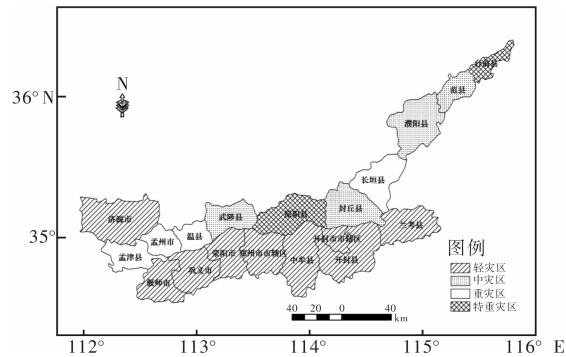 N
36° N
35°
台前县
范县
濮阳县
长垣县
封丘县
原阳县
武陟县
兰考县
济源市
温县
孟州市
孟津县
开封市市辖区
荥阳市
郑州市市辖区
中牟县
开封县
巩义市
偃师市
图例
轻灾区
中灾区
重灾区
特重灾区
40 20 0 40
km
112° 113° 114° 115° 116° E